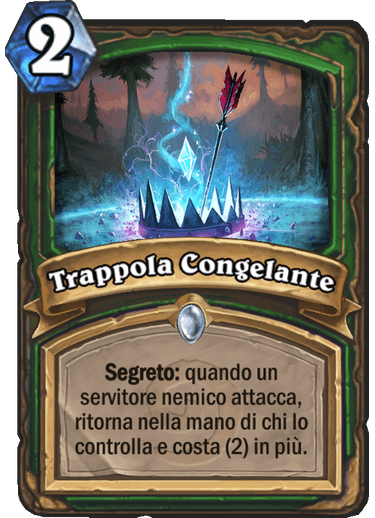 2
Trappola Congelante
Segreto: quando un
servitore nemico attacca,
ritorna nella mano di chi lo
controlla e costa (2) in più.